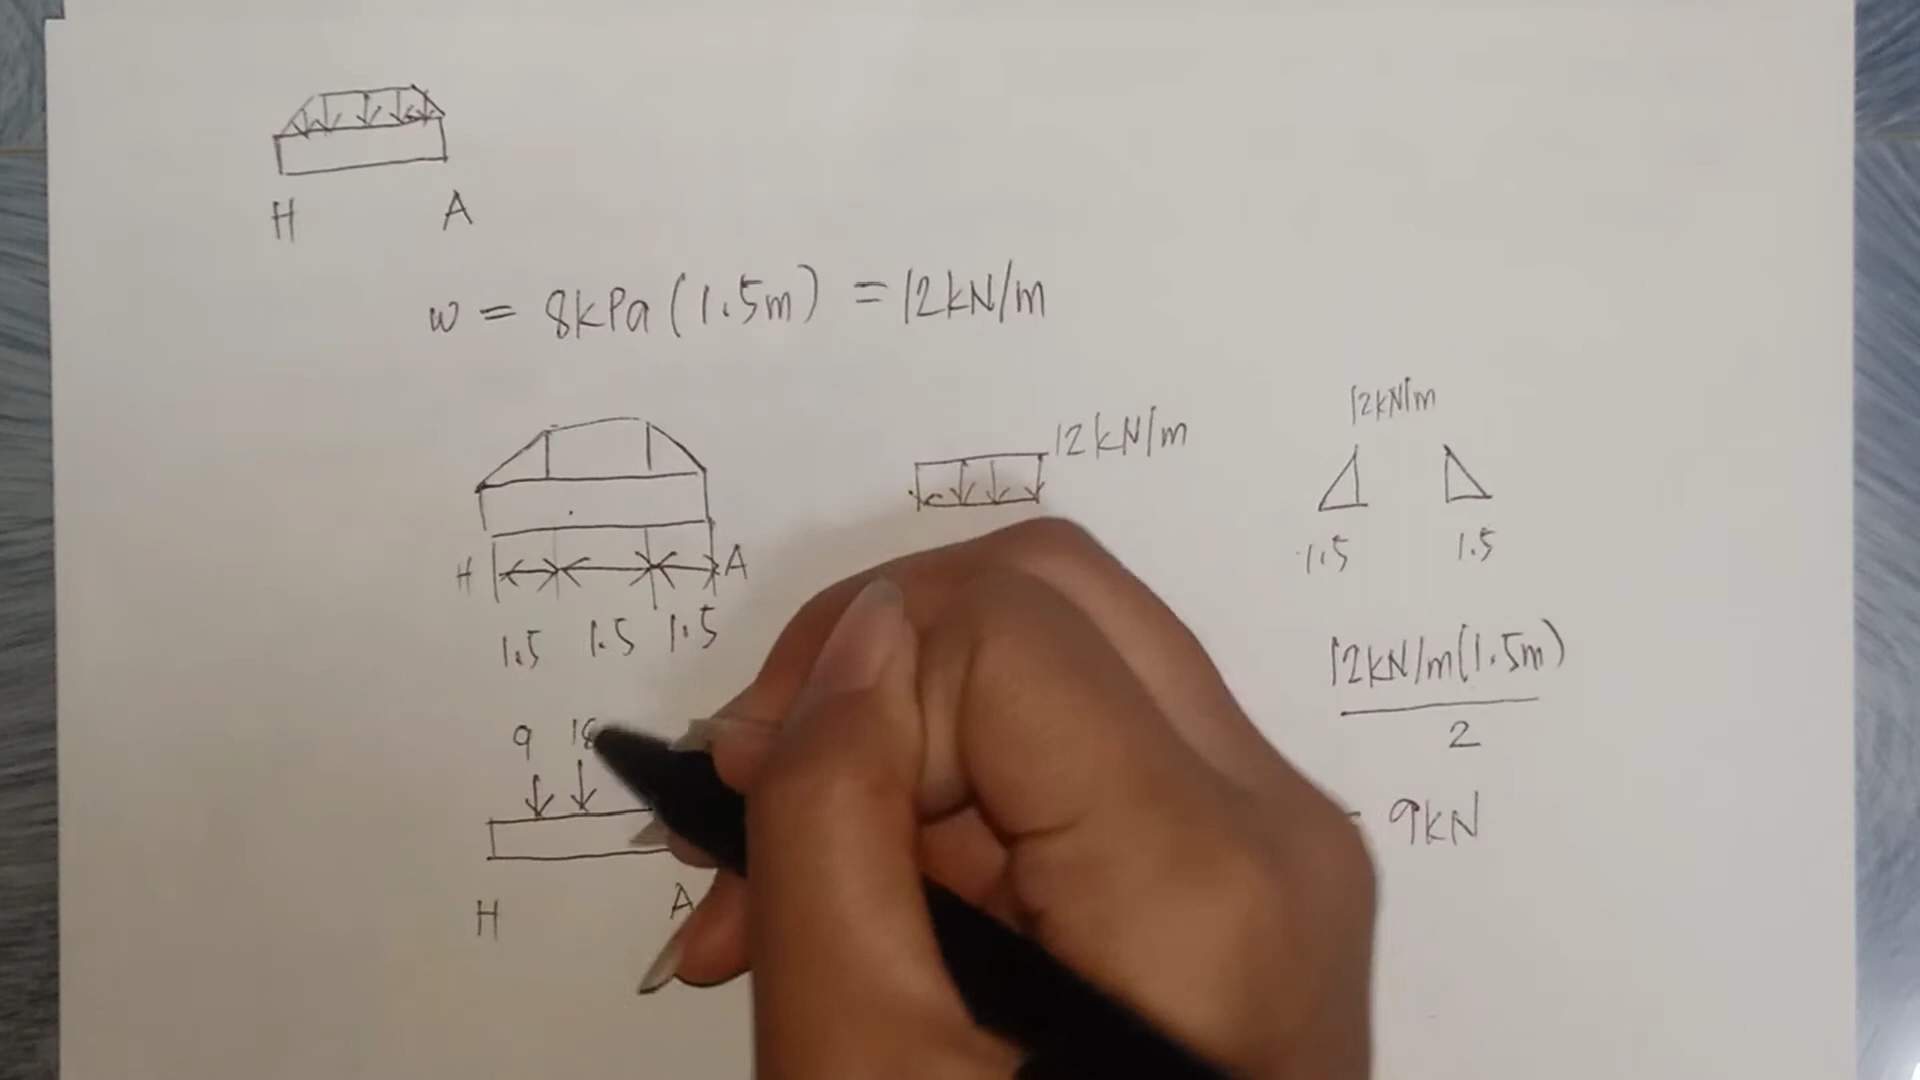 H A
w = 8kPa (1.5m) = 12kN/m
12kN/m
12kN/m
H A
1.5 1.5 1.5
1.5 1.5
12kN/m(1.5m)
2
= 9kN
9 18
H A